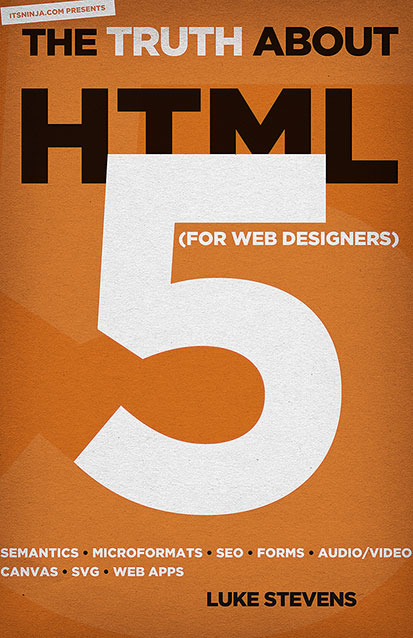 ITSNINJA.COM PRESENTS
THE TRUTH ABOUT
HTML
5
(FOR WEB DESIGNERS)
SEMANTICS • MICROFORMATS • SEO • FORMS • AUDIO/VIDEO
CANVAS • SVG • WEB APPS
LUKE STEVENS